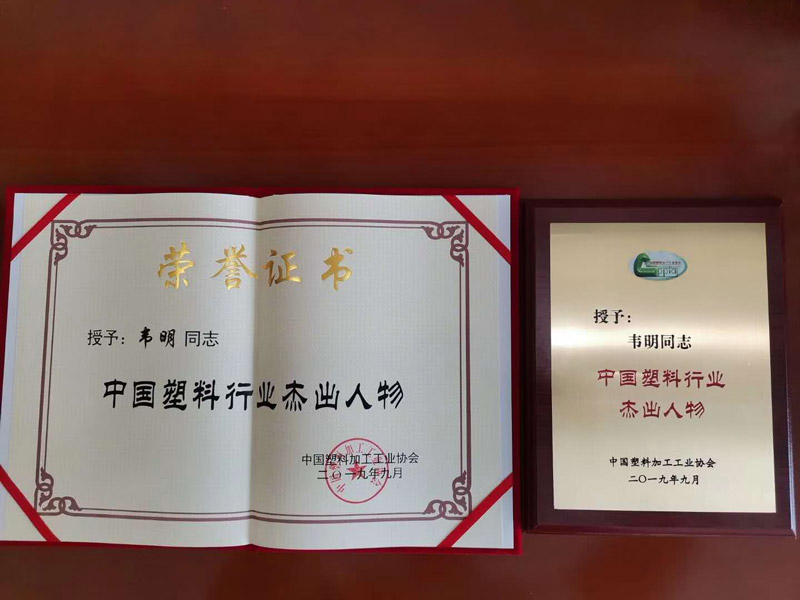 荣誉证书
授予：韦明 同志
中国塑料行业杰出人物
中国塑料加工工业协会
二〇一九年九月
授予：
韦明同志
中国塑料行业
杰出人物
中国塑料加工工业协会
二〇一九年九月